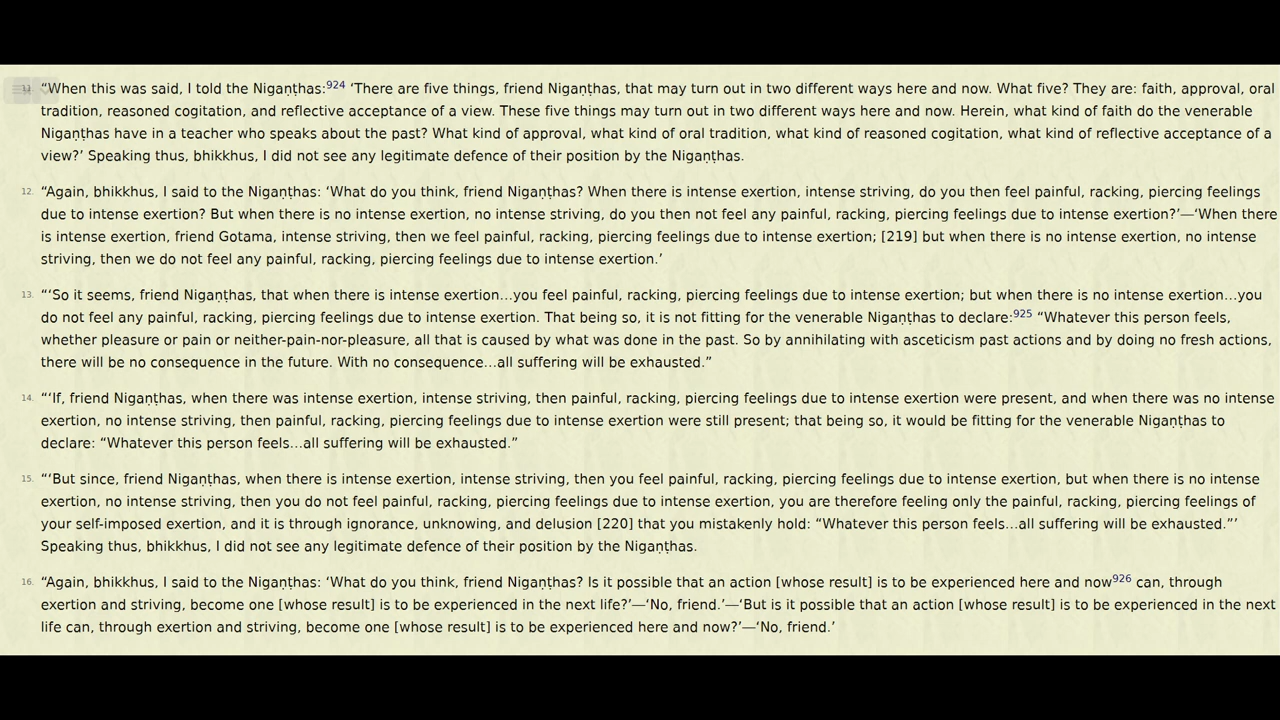 11. “When this was said, I told the Nigaṇṭhas:924 ‘There are five things, friend Nigaṇṭhas, that may turn out in two different ways here and now. What five? They are: faith, approval, oral
tradition, reasoned cogitation, and reflective acceptance of a view. These five things may turn out in two different ways here and now. Herein, what kind of faith do the venerable
Nigaṇṭhas have in a teacher who speaks about the past? What kind of approval, what kind of oral tradition, what kind of reasoned cogitation, what kind of reflective acceptance of a
view?’ Speaking thus, bhikkhus, I did not see any legitimate defence of their position by the Nigaṇṭhas.
12. “Again, bhikkhus, I said to the Nigaṇṭhas: ‘What do you think, friend Nigaṇṭhas? When there is intense exertion, intense striving, do you then feel painful, racking, piercing feelings
due to intense exertion? But when there is no intense exertion, no intense striving, do you then not feel any painful, racking, piercing feelings due to intense exertion?’—‘When there
is intense exertion, friend Gotama, intense striving, then we feel painful, racking, piercing feelings due to intense exertion; [219] but when there is no intense exertion, no intense
striving, then we do not feel any painful, racking, piercing feelings due to intense exertion.’
13. “‘So it seems, friend Nigaṇṭhas, that when there is intense exertion…you feel painful, racking, piercing feelings due to intense exertion; but when there is no intense exertion…you
do not feel any painful, racking, piercing feelings due to intense exertion. That being so, it is not fitting for the venerable Nigaṇṭhas to declare:925 “Whatever this person feels,
whether pleasure or pain or neither-pain-nor-pleasure, all that is caused by what was done in the past. So by annihilating with asceticism past actions and by doing no fresh actions,
there will be no consequence in the future. With no consequence…all suffering will be exhausted.”
14. “‘If, friend Nigaṇṭhas, when there was intense exertion, intense striving, then painful, racking, piercing feelings due to intense exertion were present, and when there was no intense
exertion, no intense striving, then painful, racking, piercing feelings due to intense exertion were still present; that being so, it would be fitting for the venerable Nigaṇṭhas to
declare: “Whatever this person feels…all suffering will be exhausted.”
15. “‘But since, friend Nigaṇṭhas, when there is intense exertion, intense striving, then you feel painful, racking, piercing feelings due to intense exertion, but when there is no intense
exertion, no intense striving, then you do not feel painful, racking, piercing feelings due to intense exertion, you are therefore feeling only the painful, racking, piercing feelings of
your self-imposed exertion, and it is through ignorance, unknowing, and delusion [220] that you mistakenly hold: “Whatever this person feels…all suffering will be exhausted.”’
Speaking thus, bhikkhus, I did not see any legitimate defence of their position by the Nigaṇṭhas.
16. “Again, bhikkhus, I said to the Nigaṇṭhas: ‘What do you think, friend Nigaṇṭhas? Is it possible that an action [whose result] is to be experienced here and now926 can, through
exertion and striving, become one [whose result] is to be experienced in the next life?’—‘No, friend.’—‘But is it possible that an action [whose result] is to be experienced in the next
life can, through exertion and striving, become one [whose result] is to be experienced here and now?’—‘No, friend.’